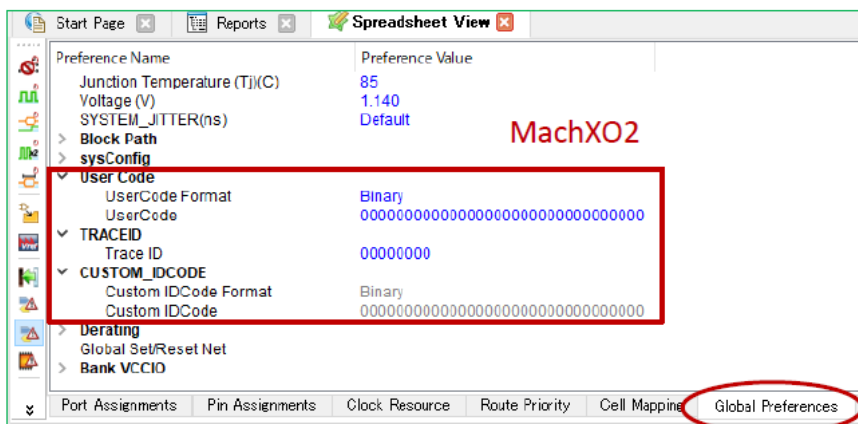 Start Page Reports Spreadsheet View
Preference Name Preference Value
Junction Temperature (Tj)(C) 85
Voltage (V) 1.140
SYSTEM_JITTER(ns) Default
MachXO2
Block Path
sysConfig
User Code
UserCode Format Binary
UserCode 00000000000000000000000000000000
TRACEID
Trace ID 00000000
CUSTOM_IDCODE
Custom IDCode Format Binary
Custom IDCode 00000000000000000000000000000000
Derating
Global Set/Reset Net
Bank VCCIO
Port Assignments Pin Assignments Clock Resource Route Priority Cell Mapping Global Preferences